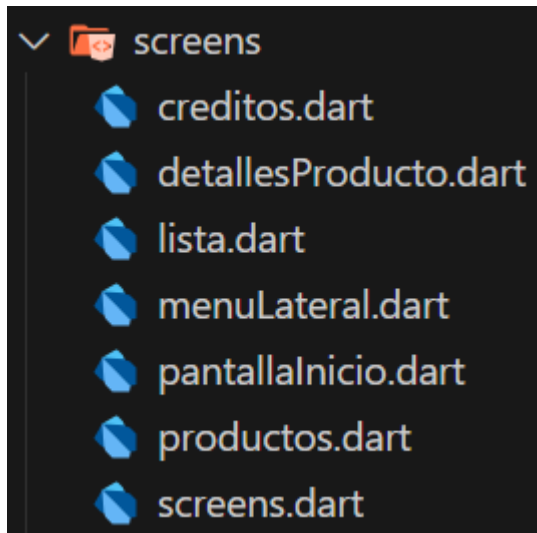 screens
creditos.dart
detallesProducto.dart
lista.dart
menuLateral.dart
pantallaInicio.dart
productos.dart
screens.dart